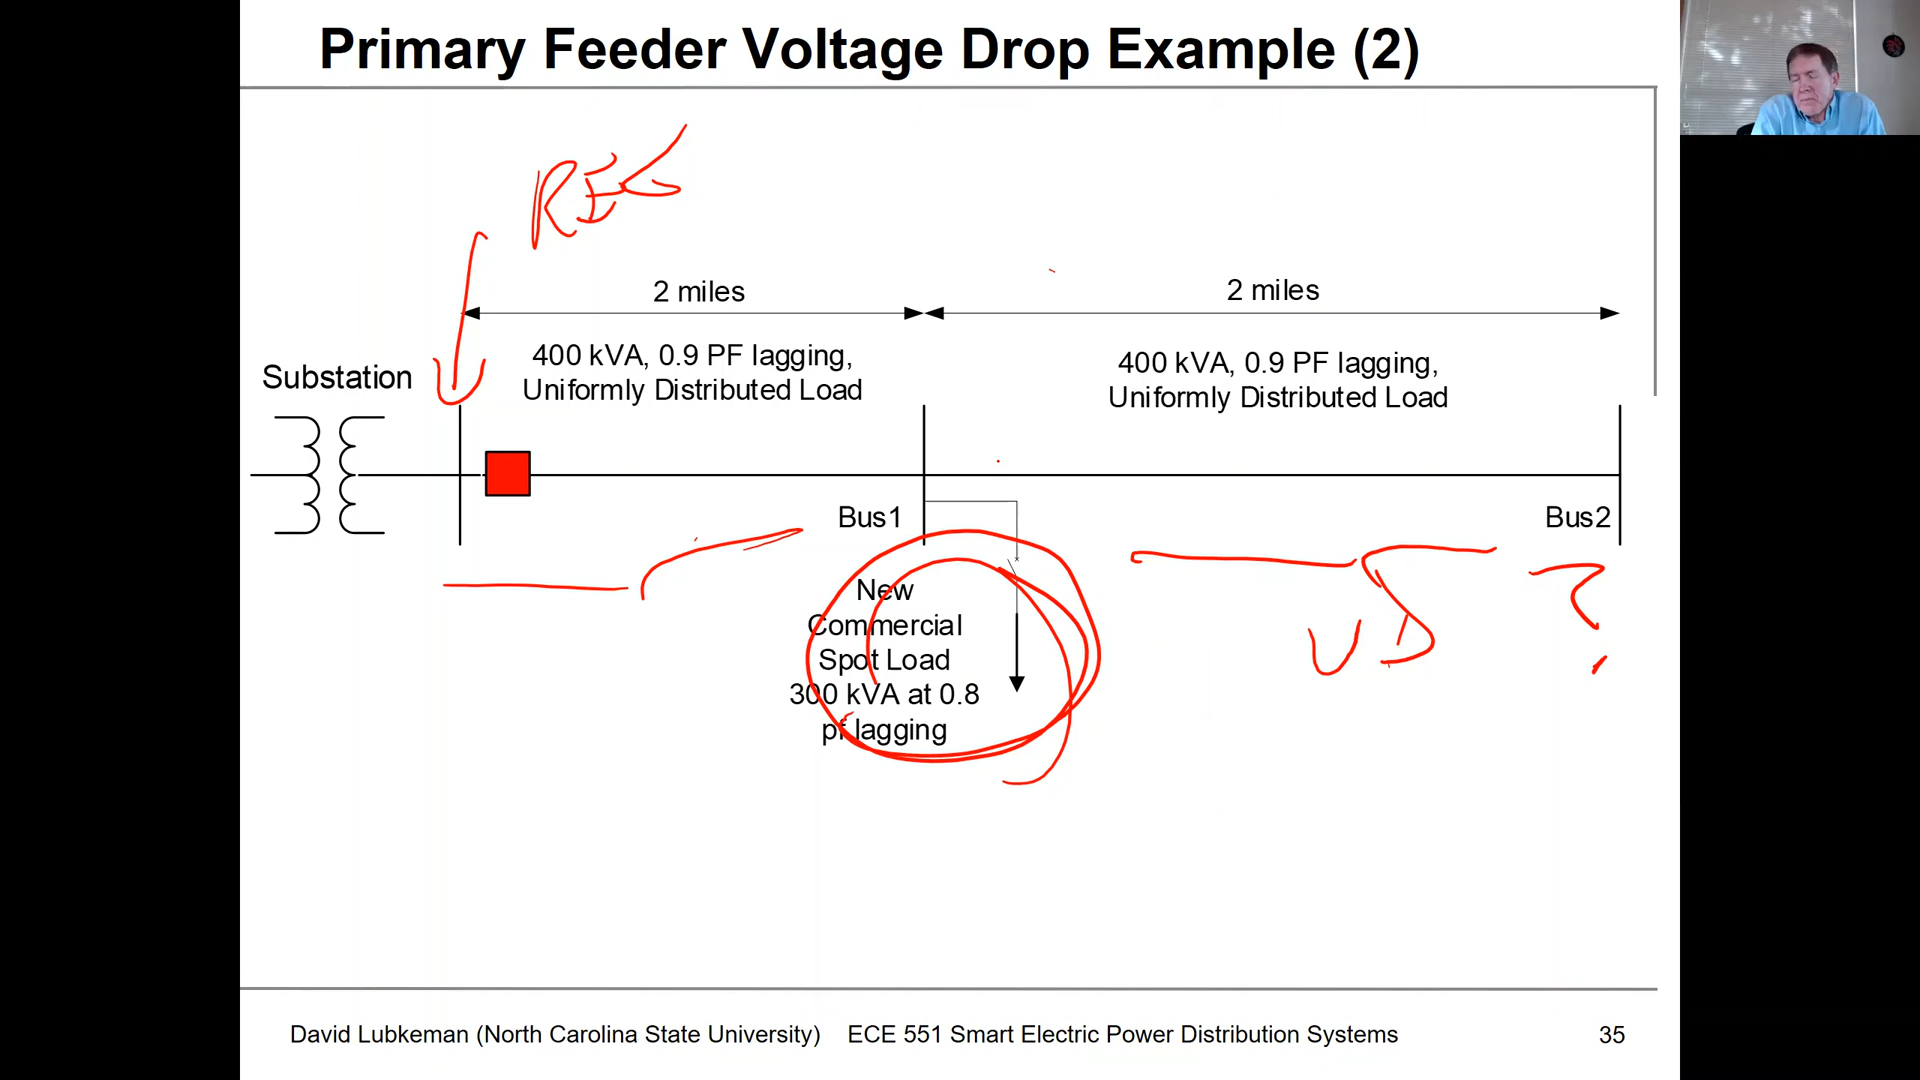 Primary Feeder Voltage Drop Example (2)
REG
2 miles
2 miles
400 kVA, 0.9 PF lagging,
Uniformly Distributed Load
400 kVA, 0.9 PF lagging,
Uniformly Distributed Load
Substation
Bus1
Bus2
New
Commercial
Spot Load
300 kVA at 0.8
pf lagging
VD
?
David Lubkeman (North Carolina State University)
ECE 551 Smart Electric Power Distribution Systems
35